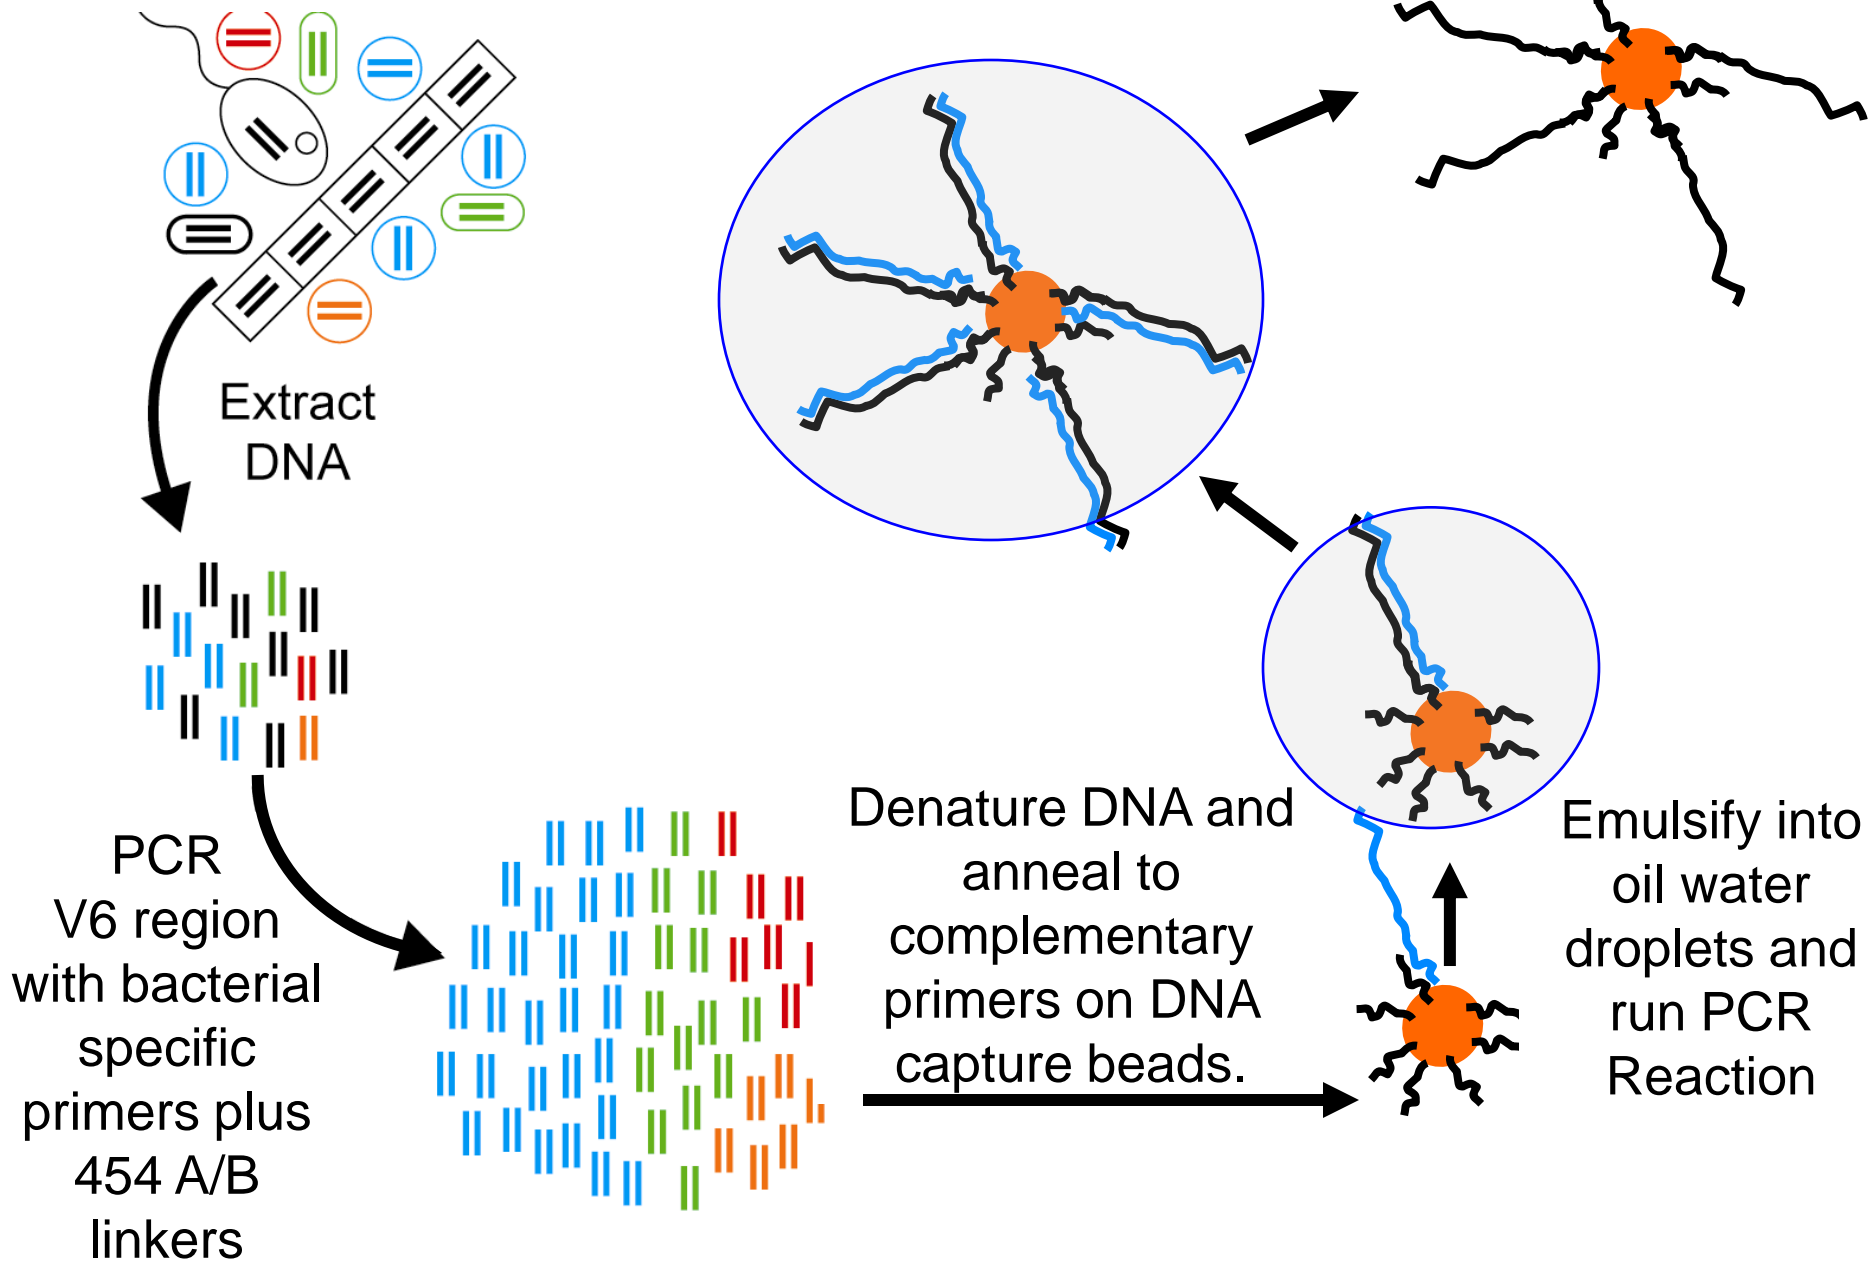 Extract
DNA
PCR
V6 region
with bacterial
specific
primers plus
454 A/B
linkers
Denature DNA and
anneal to
complementary
primers on DNA
capture beads.
Emulsify into
oil water
droplets and
run PCR
Reaction